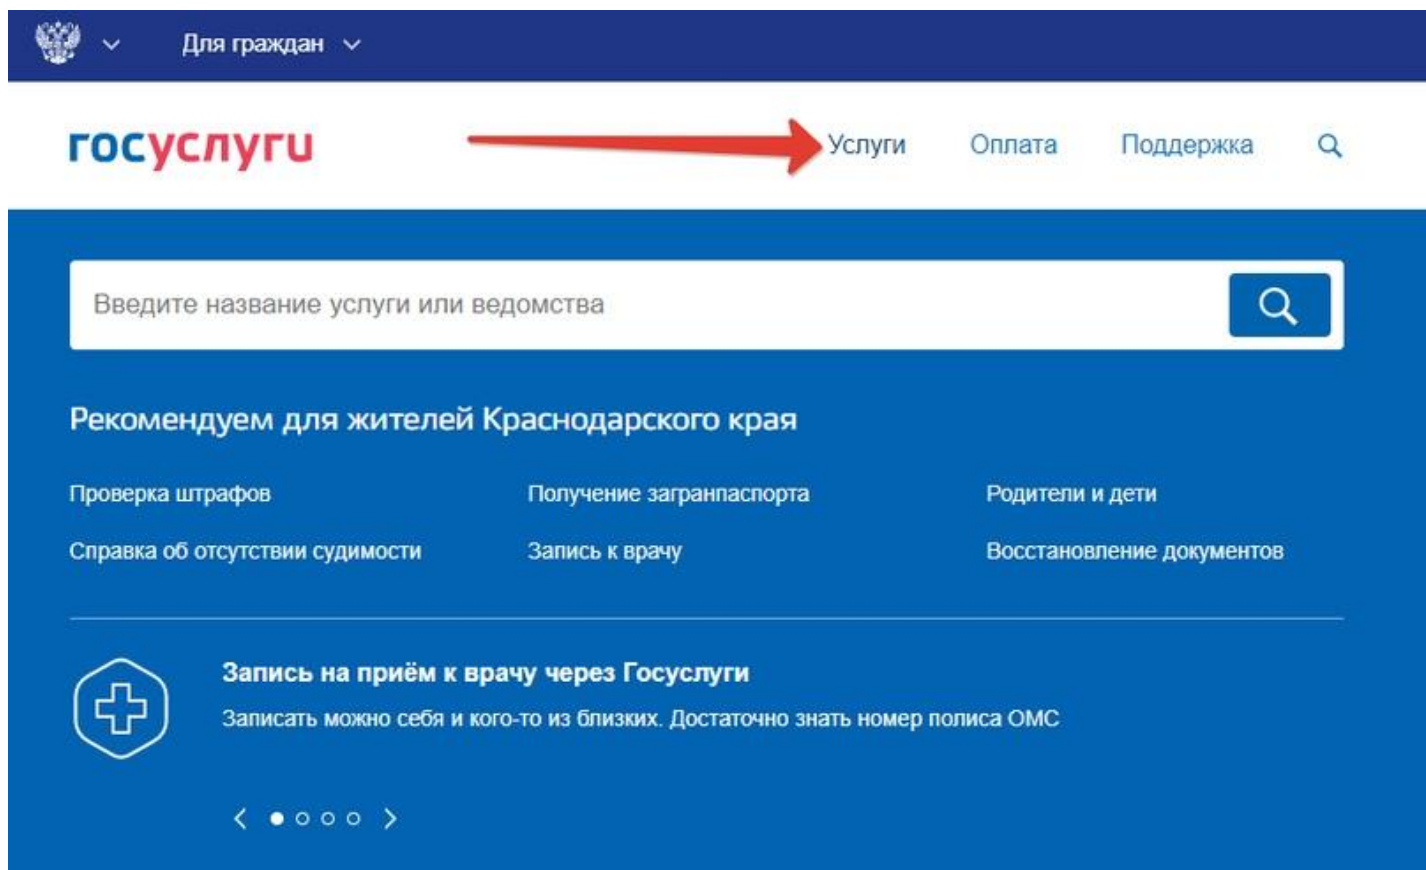 Для граждан
госуслуги
Услуги Оплата Поддержка
Введите название услуги или ведомства
Рекомендуем для жителей Краснодарского края
Проверка штрафов Получение загранпаспорта Родители и дети
Справка об отсутствии судимости Запись к врачу Восстановление документов
Запись на приём к врачу через Госуслуги
Записать можно себя и кого-то из близких. Достаточно знать номер полиса ОМС